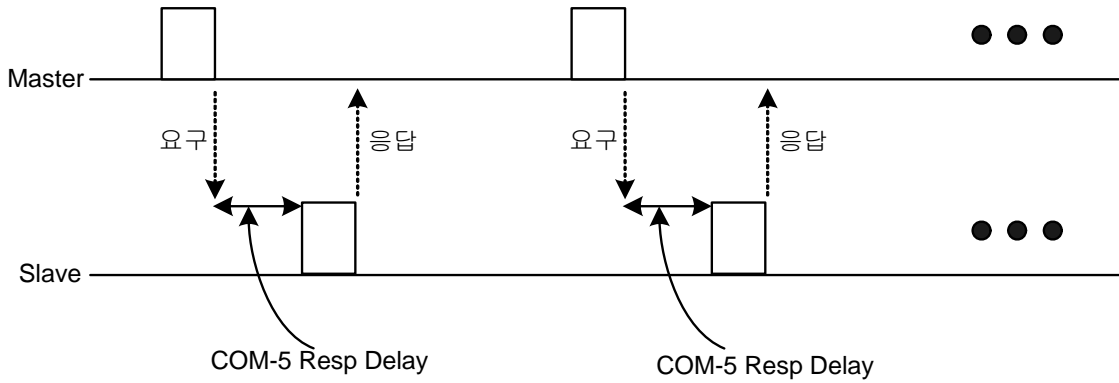 Master
요구
응답
요구
응답
Slave
COM-5 Resp Delay
COM-5 Resp Delay